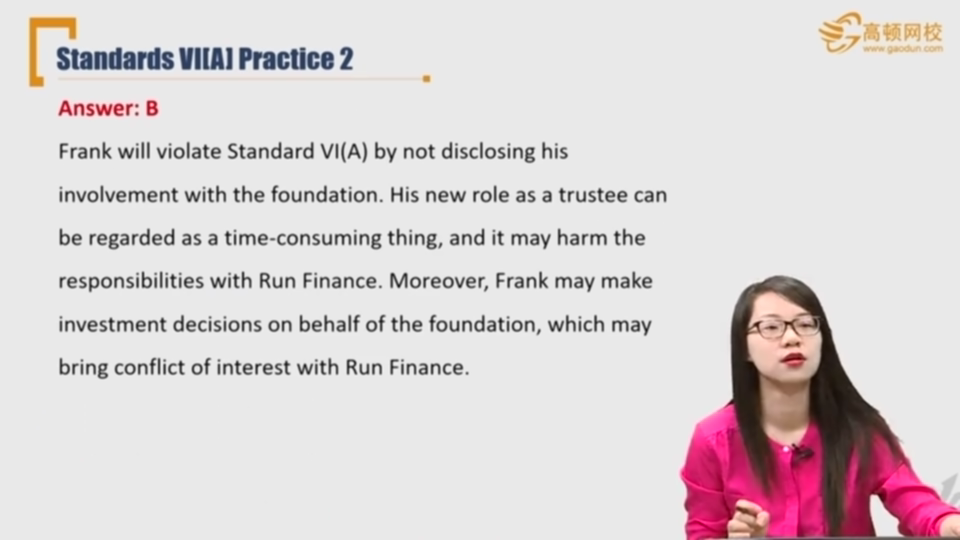 高顿网校
www.gaodun.com
Standards VI[A] Practice 2
Answer: B
Frank will violate Standard VI(A) by not disclosing his
involvement with the foundation. His new role as a trustee can
be regarded as a time-consuming thing, and it may harm the
responsibilities with Run Finance. Moreover, Frank may make
investment decisions on behalf of the foundation, which may
bring conflict of interest with Run Finance.